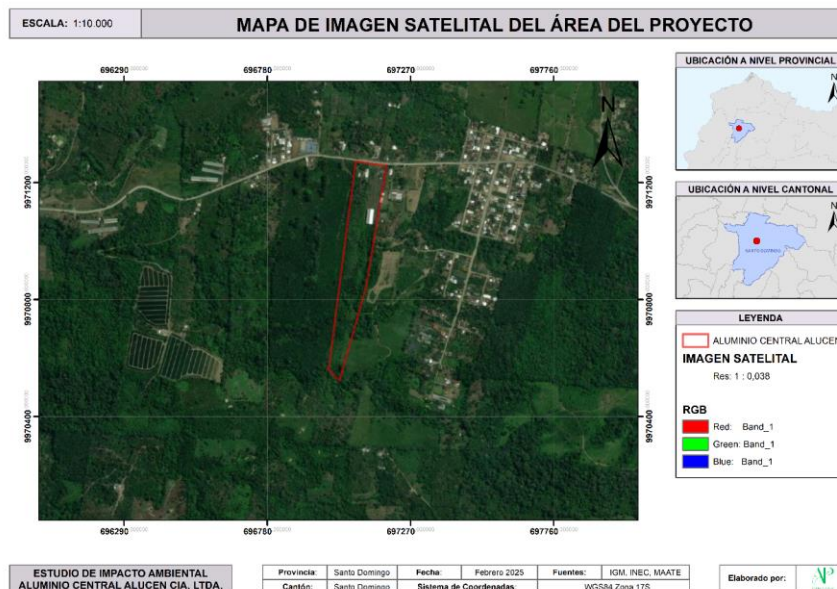 ESCALA: 1:10.000
MAPA DE IMAGEN SATELITAL DEL ÁREA DEL PROYECTO
696290
696780
697270
697760
9971200
9970800
9970400
9971200
9970800
9970400
N
696290
696780
697270
697760
UBICACIÓN A NIVEL PROVINCIAL
N
UBICACIÓN A NIVEL CANTONAL
N
SANTO DOMINGO
LEYENDA
ALUMINIO CENTRAL ALUCEN
IMAGEN SATELITAL
Res: 1 : 0,038
RGB
Red: Band_1
Green: Band_1
Blue: Band_1
ESTUDIO DE IMPACTO AMBIENTAL
ALUMINIO CENTRAL ALUCEN CIA. LTDA.
Provincia: Santo Domingo Fecha: Febrero 2025 Fuentes: IGM, INEC, MAATE
Cantón: Santo Domingo Sistema de Coordenadas: WGS84 Zona 17S
Elaborado por: